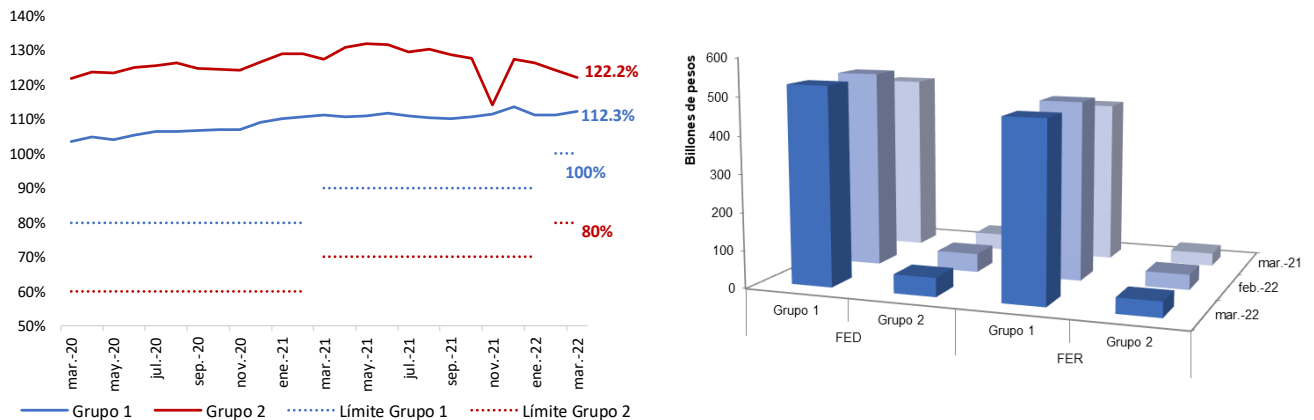 140%
130%
120%
110%
100%
90%
80%
70%
60%
50%
122.2%
112.3%
100%
80%
mar.-20
may.-20
jul.-20
sep.-20
nov.-20
ene.-21
mar.-21
may.-21
jul.-21
sep.-21
nov.-21
ene.-22
mar.-22
Grupo 1
Grupo 2
Límite Grupo 1
Límite Grupo 2
Billones de pesos
600
500
400
300
200
100
0
Grupo 1
Grupo 2
Grupo 1
Grupo 2
FED
FER
mar.-21
feb.-22
mar.-22